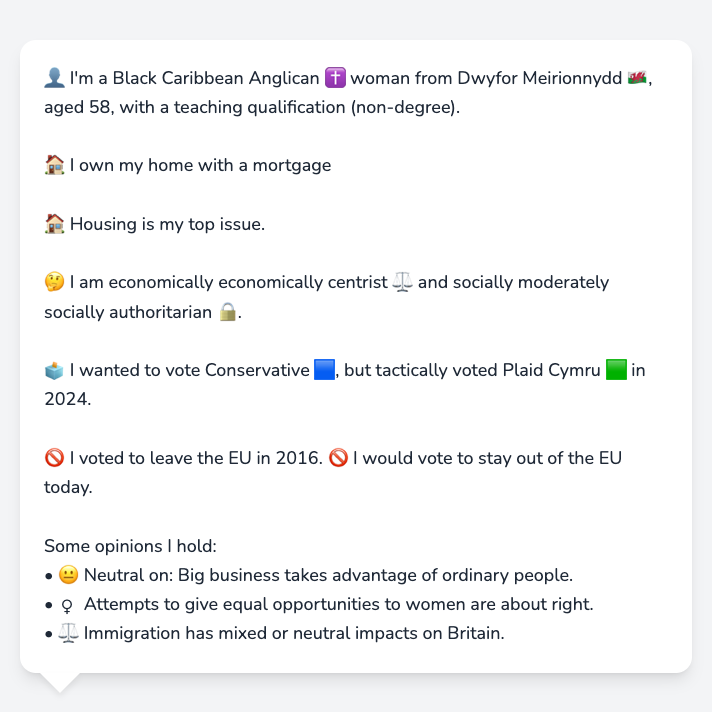 👤 I'm a Black Caribbean Anglican ✝️ woman from Dwyfor Meirionnydd 🏴󠁧󠁢󠁷󠁬󠁳󠁿,
aged 58, with a teaching qualification (non-degree).
🏠 I own my home with a mortgage
🏠 Housing is my top issue.
🤔 I am economically economically centrist ⚖️ and socially moderately
socially authoritarian 🔒.
🗳️ I wanted to vote Conservative 🟦, but tactically voted Plaid Cymru 🟩 in
2024.
🚫 I voted to leave the EU in 2016. 🚫 I would vote to stay out of the EU
today.
Some opinions I hold:
• 😐 Neutral on: Big business takes advantage of ordinary people.
• ♀ Attempts to give equal opportunities to women are about right.
• ⚖️ Immigration has mixed or neutral impacts on Britain.